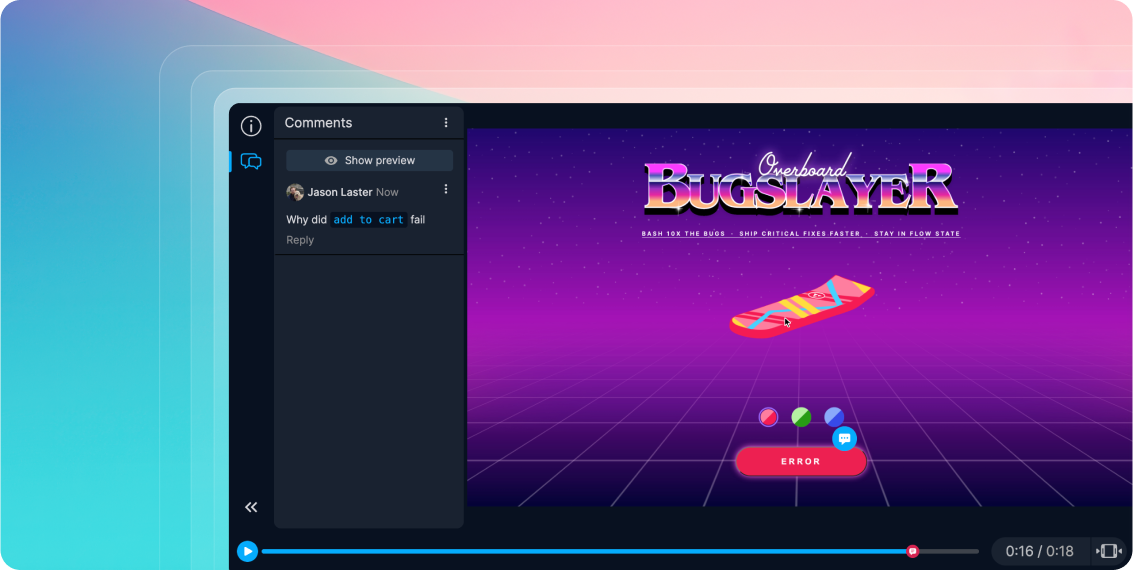 Comments
Show preview
Jason Laster Now
Why did add to cart fail
Reply
Overboard
BUGSLAYER
BASH 10X THE BUGS - SHIP CRITICAL FIXES FASTER - STAY IN FLOW STATE
ERROR
0:16 / 0:18